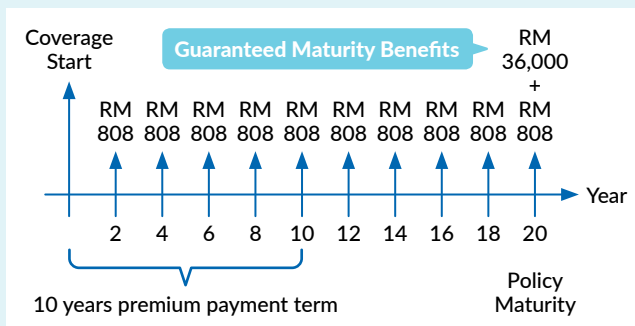 Coverage
Start
Guaranteed Maturity Benefits
RM
36,000
+
RM RM RM RM RM RM RM RM RM RM
808 808 808 808 808 808 808 808 808 808
Year
2 4 6 8 10 12 14 16 18 20
10 years premium payment term
Policy
Maturity